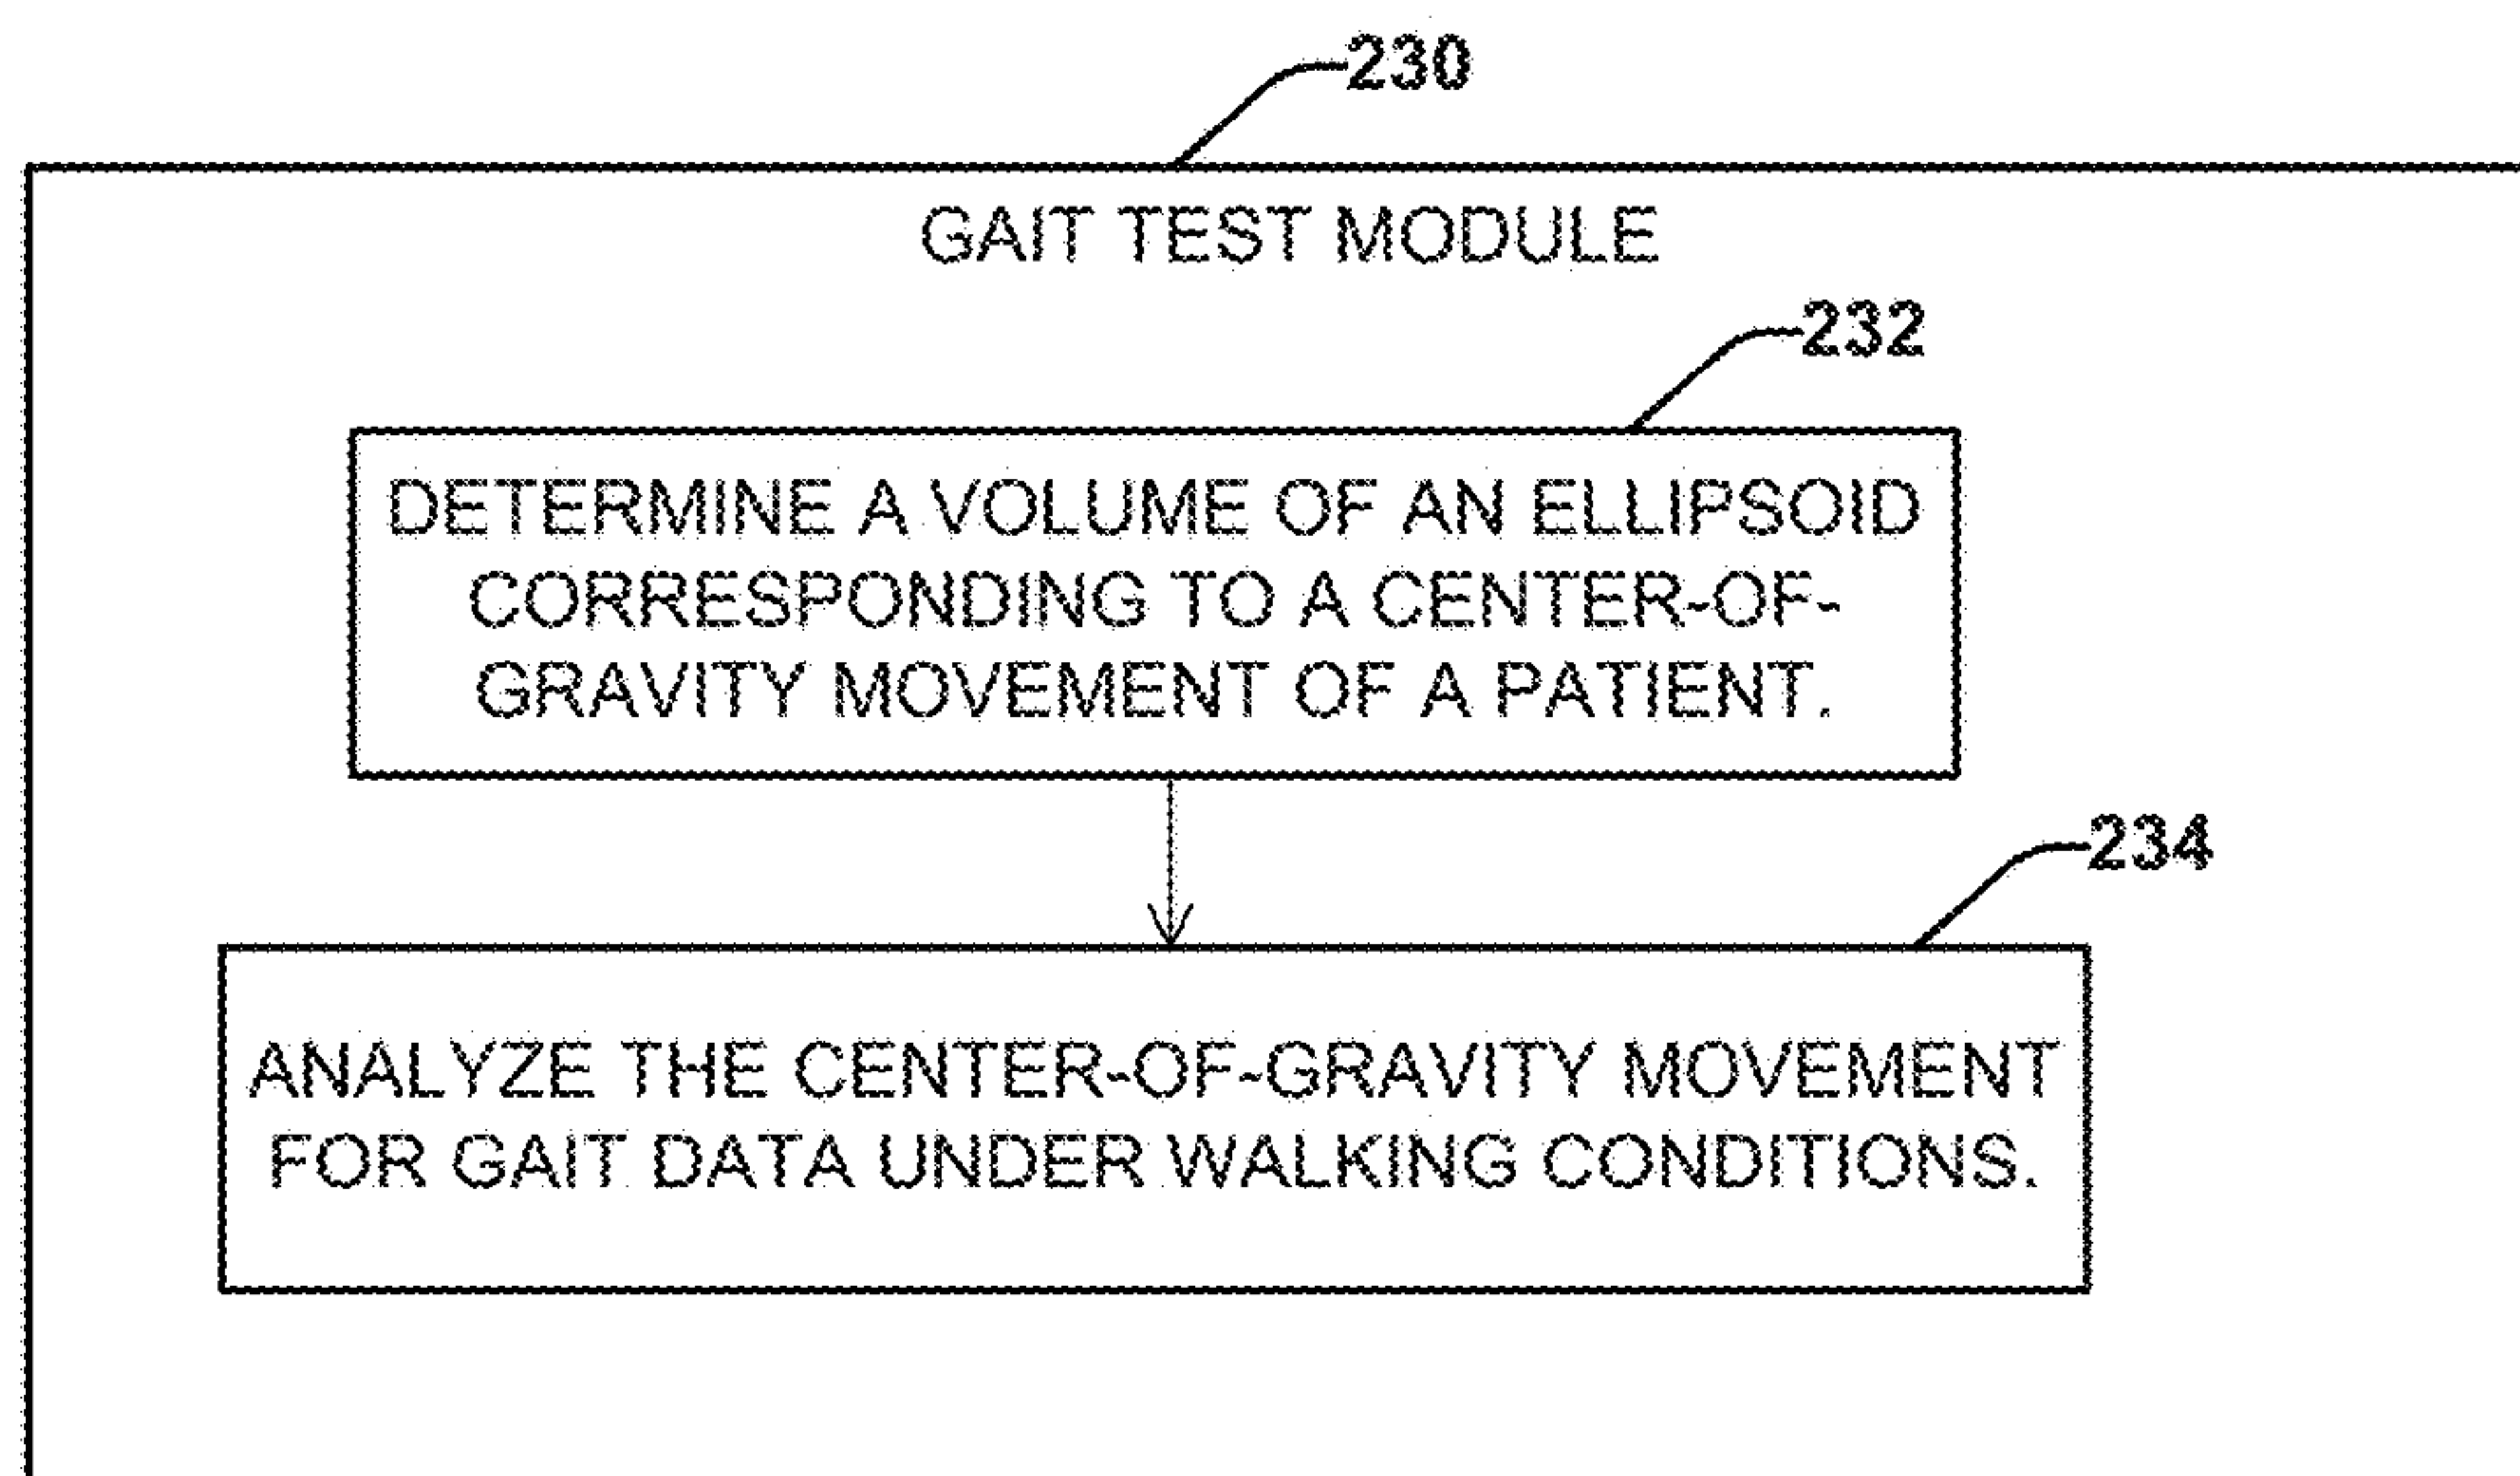 230
GAIT TEST MODULE
232
DETERMINE A VOLUME OF AN ELLIPSOID
CORRESPONDING TO A CENTER-OF-
GRAVITY MOVEMENT OF A PATIENT.
234
ANALYZE THE CENTER-OF-GRAVITY MOVEMENT
FOR GAIT DATA UNDER WALKING CONDITIONS.